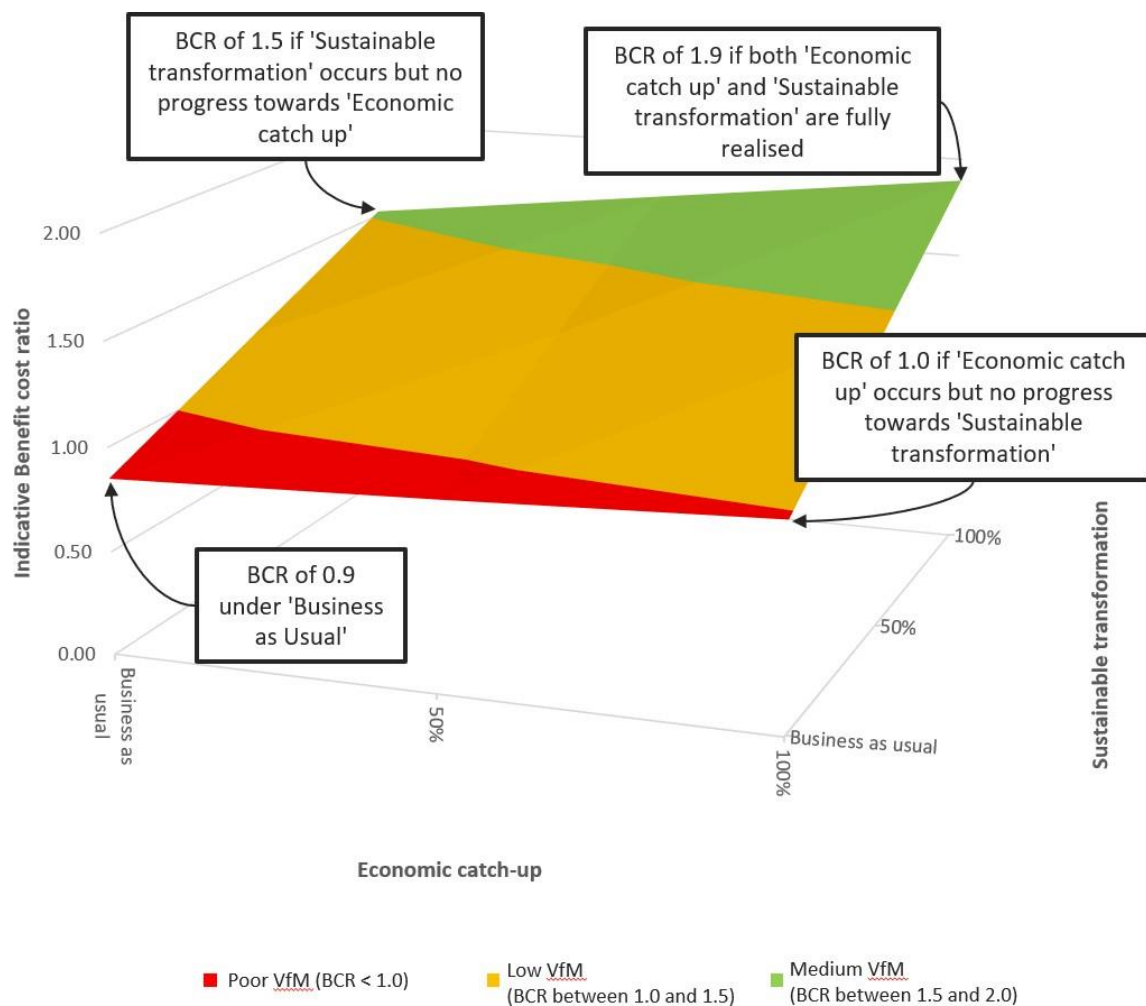 BCR of 1.5 if 'Sustainable
transformation' occurs but no
progress towards 'Economic
catch up'
BCR of 1.9 if both 'Economic
catch up' and 'Sustainable
transformation' are fully
realised
2.00
1.50
1.00
0.50
0.00
Indicative Benefit cost ratio
BCR of 1.0 if 'Economic catch
up' occurs but no progress
towards 'Sustainable
transformation'
BCR of 0.9
under 'Business
as Usual'
100%
50%
Business as usual
Sustainable transformation
Business as
usual
50%
100%
Economic catch-up
Poor VfM (BCR < 1.0)
Low VfM
(BCR between 1.0 and 1.5)
Medium VfM
(BCR between 1.5 and 2.0)